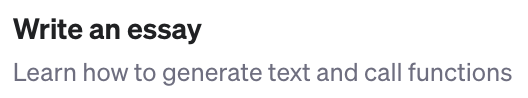 Write an essay
Learn how to generate text and call functions